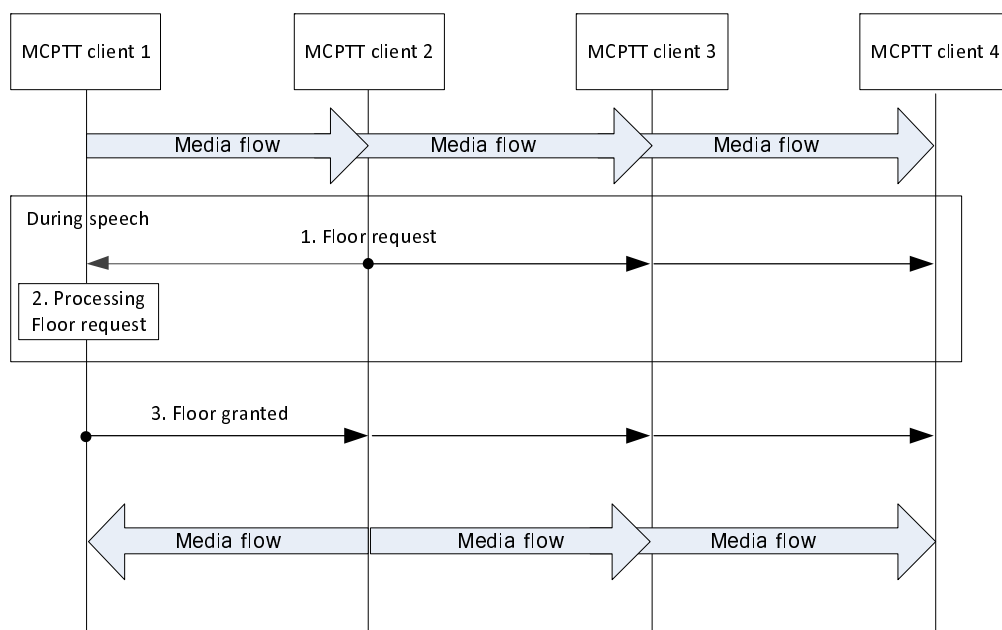 MCPTT client 1
MCPTT client 2
MCPTT client 3
MCPTT client 4
Media flow
Media flow
Media flow
During speech
1. Floor request
2. Processing
Floor request
3. Floor granted
Media flow
Media flow
Media flow